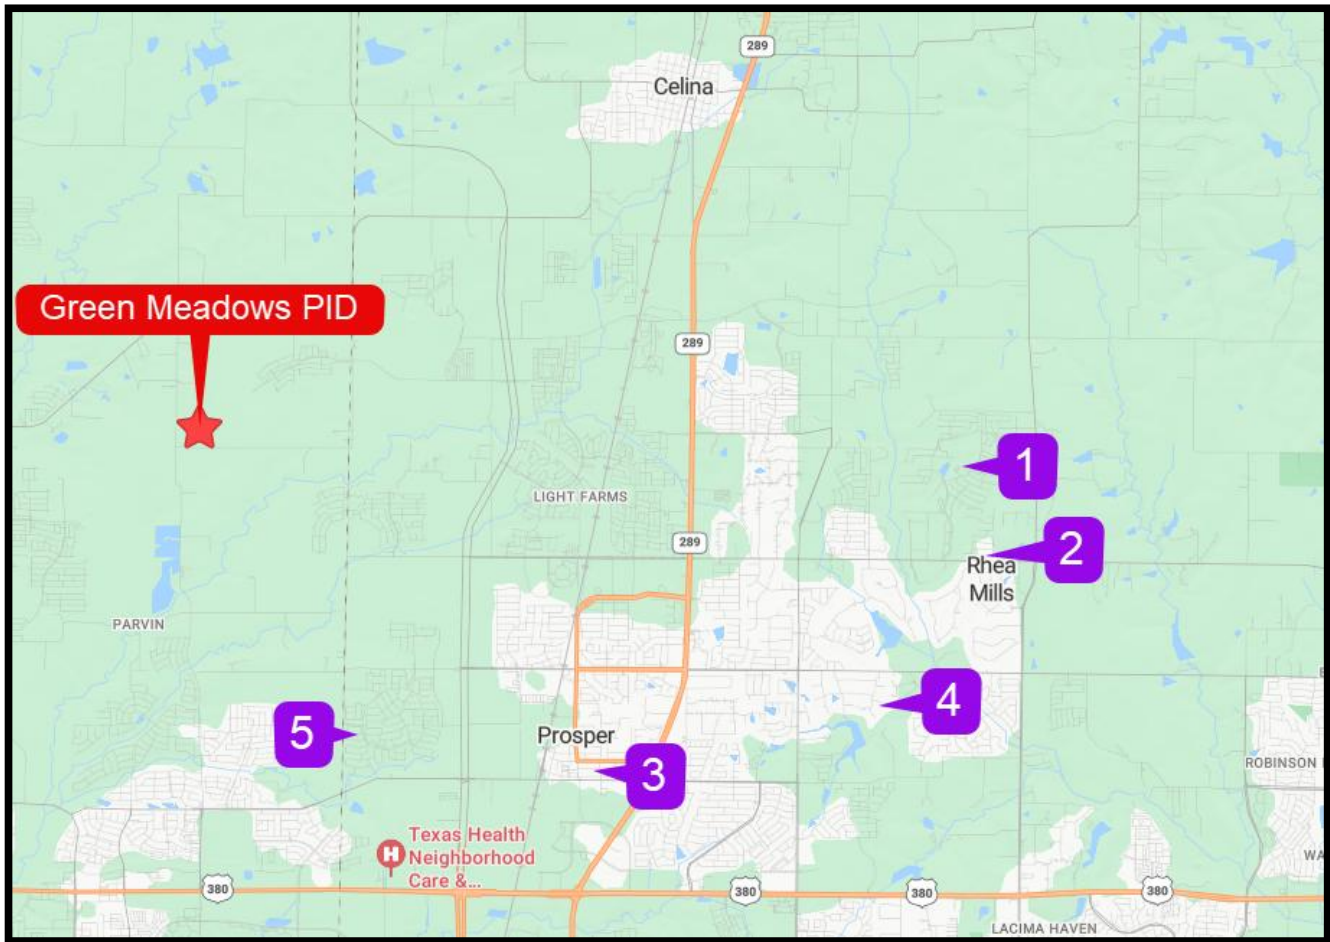 289
Celina
Green Meadows PID
289
1
LIGHT FARMS
289
2
Rhea
Mills
PARVIN
4
5
Prosper
3
ROBINSON
Texas Health
Neighborhood
Care &...
H
380
380
380
380
LACIMA HAVEN